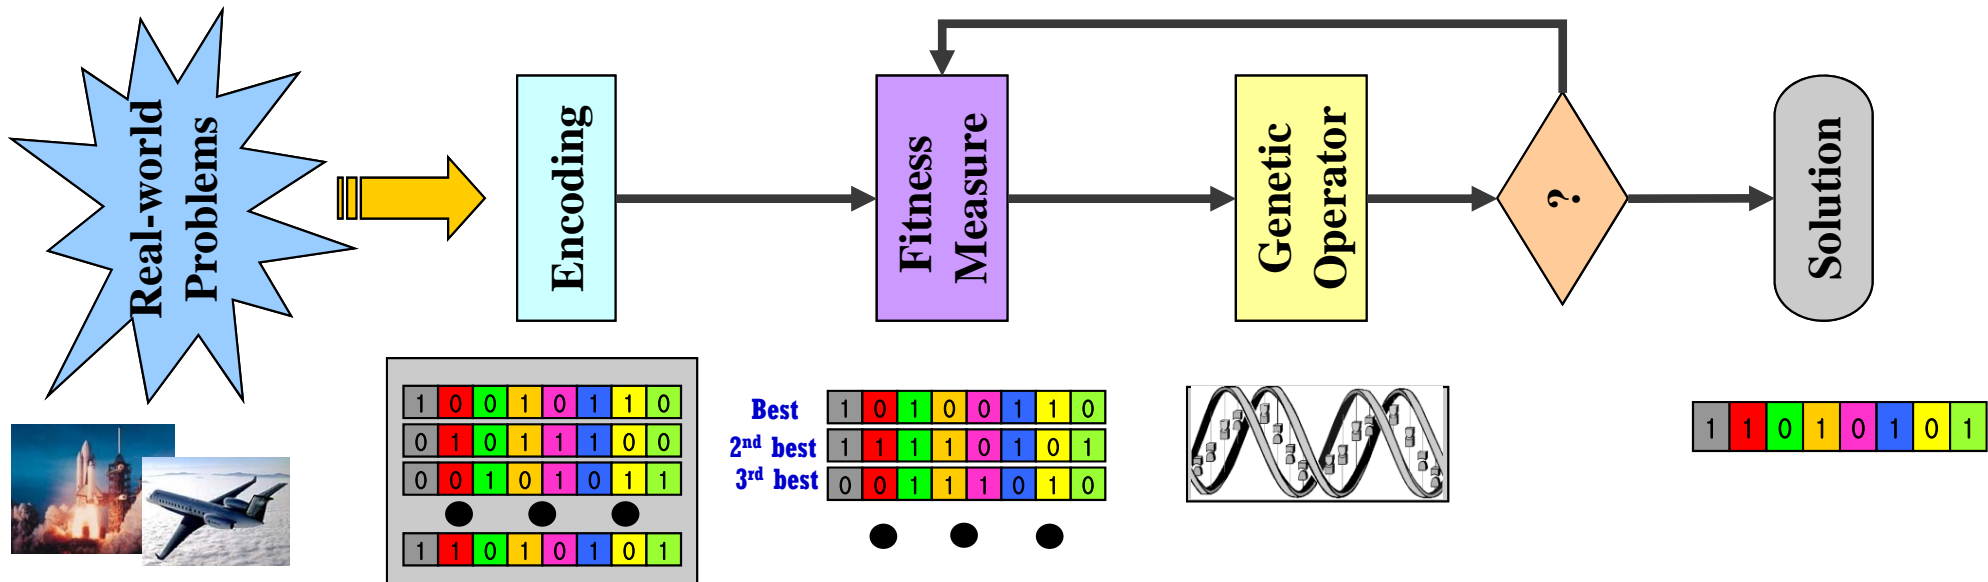 Real-world
Problems
Encoding
Fitness
Measure
Genetic
Operator
?
Solution
1 0 0 1 0 1 1 0
0 1 0 1 1 1 0 0
0 0 1 0 1 0 1 1
1 1 0 1 0 1 0 1
Best 1 0 1 0 0 1 1 0
2nd best 1 1 1 1 0 1 0 1
3rd best 0 0 1 1 1 0 1 0
1 1 0 1 0 1 0 1